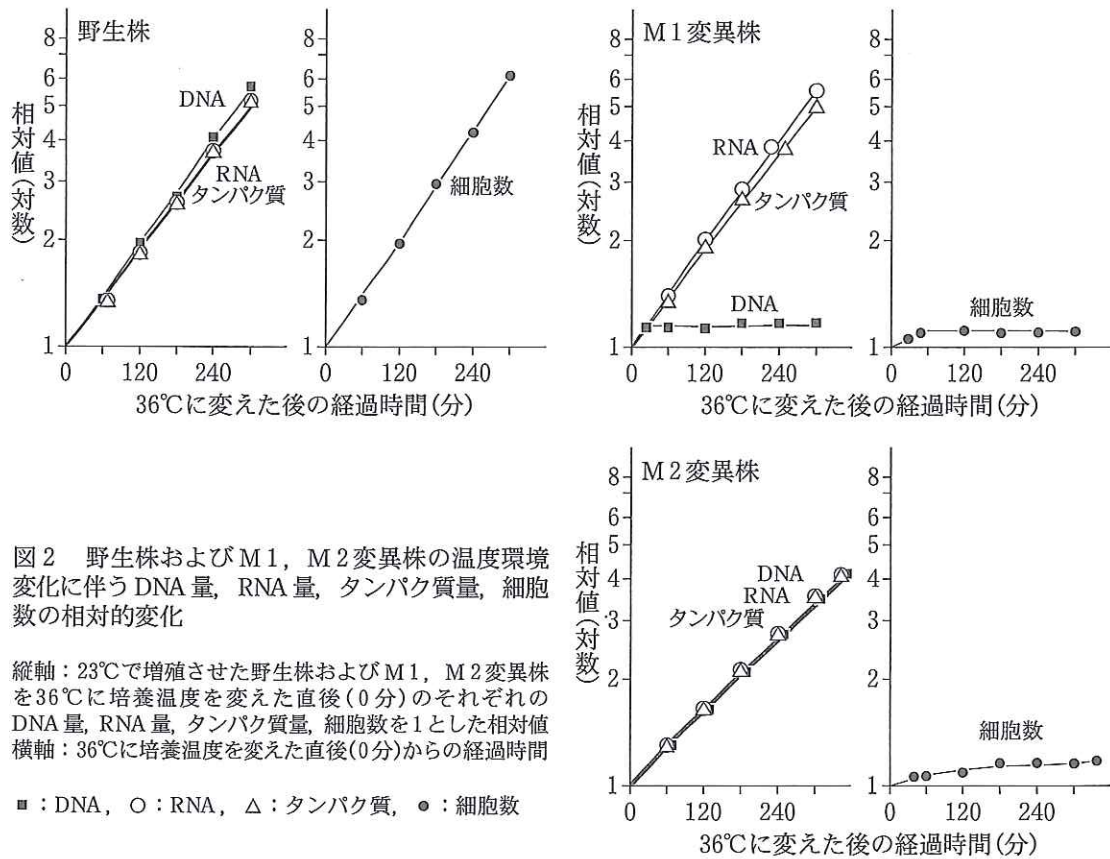 野生株
相対値(対数)
8
6
5
4
3
2
1
DNA
RNA
タンパク質
0
120
240
8
6
5
4
3
2
1
細胞数
0
120
240
36℃に変えた後の経過時間(分)
M1変異株
相対値(対数)
8
6
5
4
3
2
1
RNA
タンパク質
DNA
0
120
240
8
6
5
4
3
2
1
細胞数
0
120
240
36℃に変えた後の経過時間(分)
M2変異株
相対値(対数)
8
6
5
4
3
2
1
DNA
RNA
タンパク質
0
120
240
8
6
5
4
3
2
1
細胞数
0
120
240
36℃に変えた後の経過時間(分)
図2 野生株およびM1,M2変異株の温度環境
変化に伴うDNA量,RNA量,タンパク質量,細胞
数の相対的変化
縦軸:23℃で増殖させた野生株およびM1,M2変異株
を36℃に培養温度を変えた直後(0分)のそれぞれの
DNA量,RNA量,タンパク質量,細胞数を1とした相対値
横軸:36℃に培養温度を変えた直後(0分)からの経過時間
■:DNA,○:RNA,△:タンパク質,●:細胞数